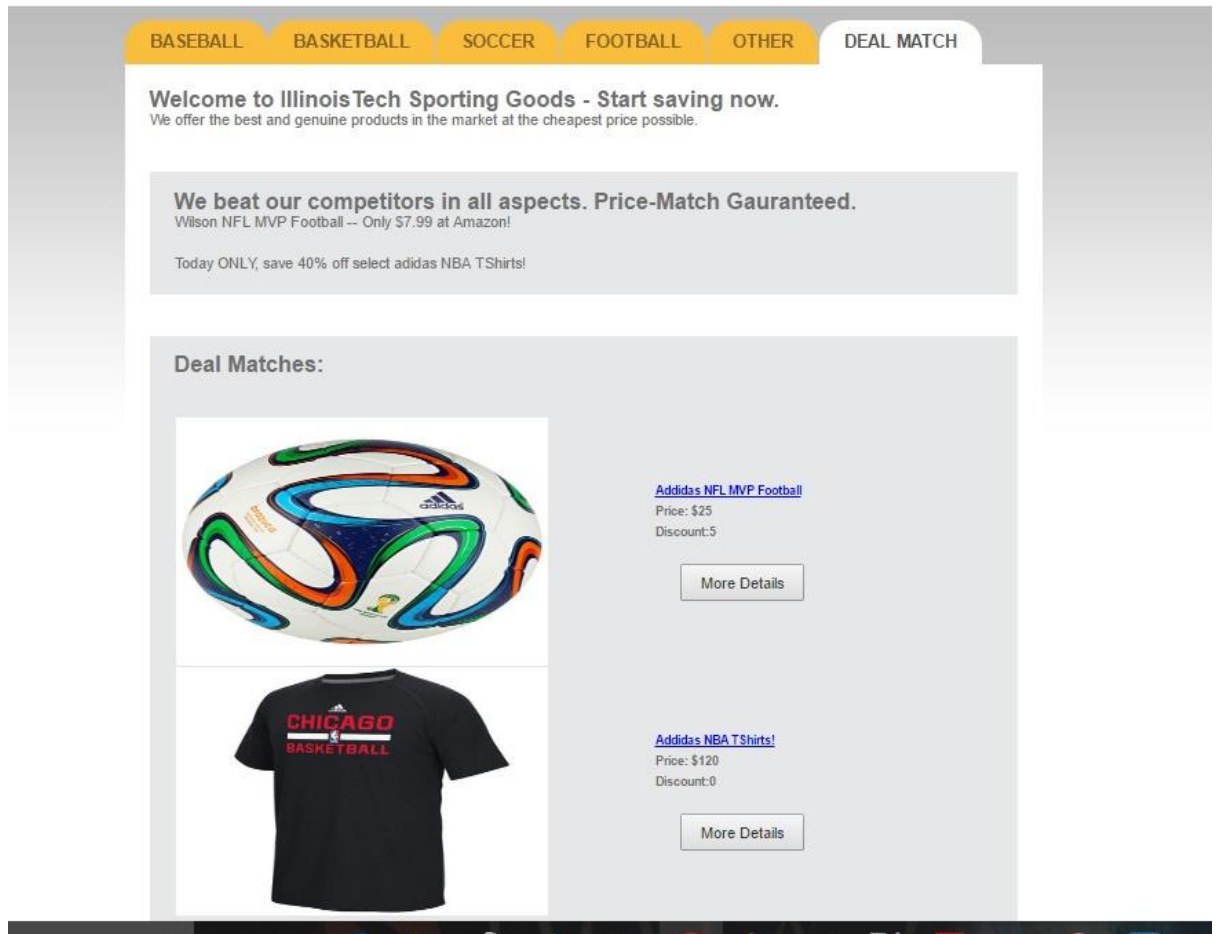 BASEBALL BASKETBALL SOCCER FOOTBALL OTHER DEAL MATCH
Welcome to IllinoisTech Sporting Goods - Start saving now.
We offer the best and genuine products in the market at the cheapest price possible.
We beat our competitors in all aspects. Price-Match Gauranteed.
Wilson NFL MVP Football -- Only $7.99 at Amazon!
Today ONLY, save 40% off select adidas NBA TShirts!
Deal Matches:
adidas
brazuca
Addidas NFL MVP Football
Price: $25
Discount:5
More Details
CHICAGO
BASKETBALL
Addidas NBA TShirts!
Price: $120
Discount:0
More Details